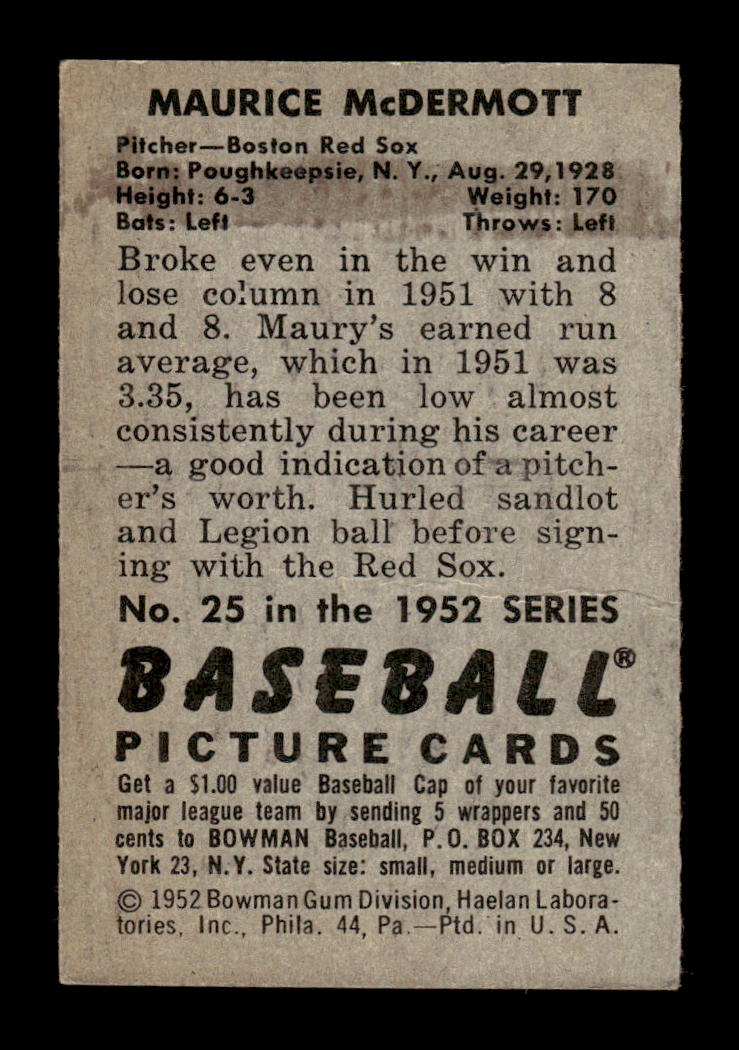 MAURICE McDERMOTT
Pitcher—Boston Red Sox
Born: Poughkeepsie, N. Y., Aug. 29, 1928
Height: 6-3 Weight: 170
Bats: Left Throws: Left
Broke even in the win and
lose column in 1951 with 8
and 8. Maury's earned run
average, which in 1951 was
3.35, has been low almost
consistently during his career
—a good indication of a pitch-
er's worth. Hurled sandlot
and Legion ball before sign-
ing with the Red Sox.
No. 25 in the 1952 SERIES
BASEBALL®
PICTURE CARDS
Get a $1.00 value Baseball Cap of your favorite
major league team by sending 5 wrappers and 50
cents to BOWMAN Baseball, P.O. BOX 234, New
York 23, N.Y. State size: small, medium or large.
© 1952 Bowman Gum Division, Haelan Labora-
tories, Inc., Phila. 44, Pa.—Ptd. in U. S. A.